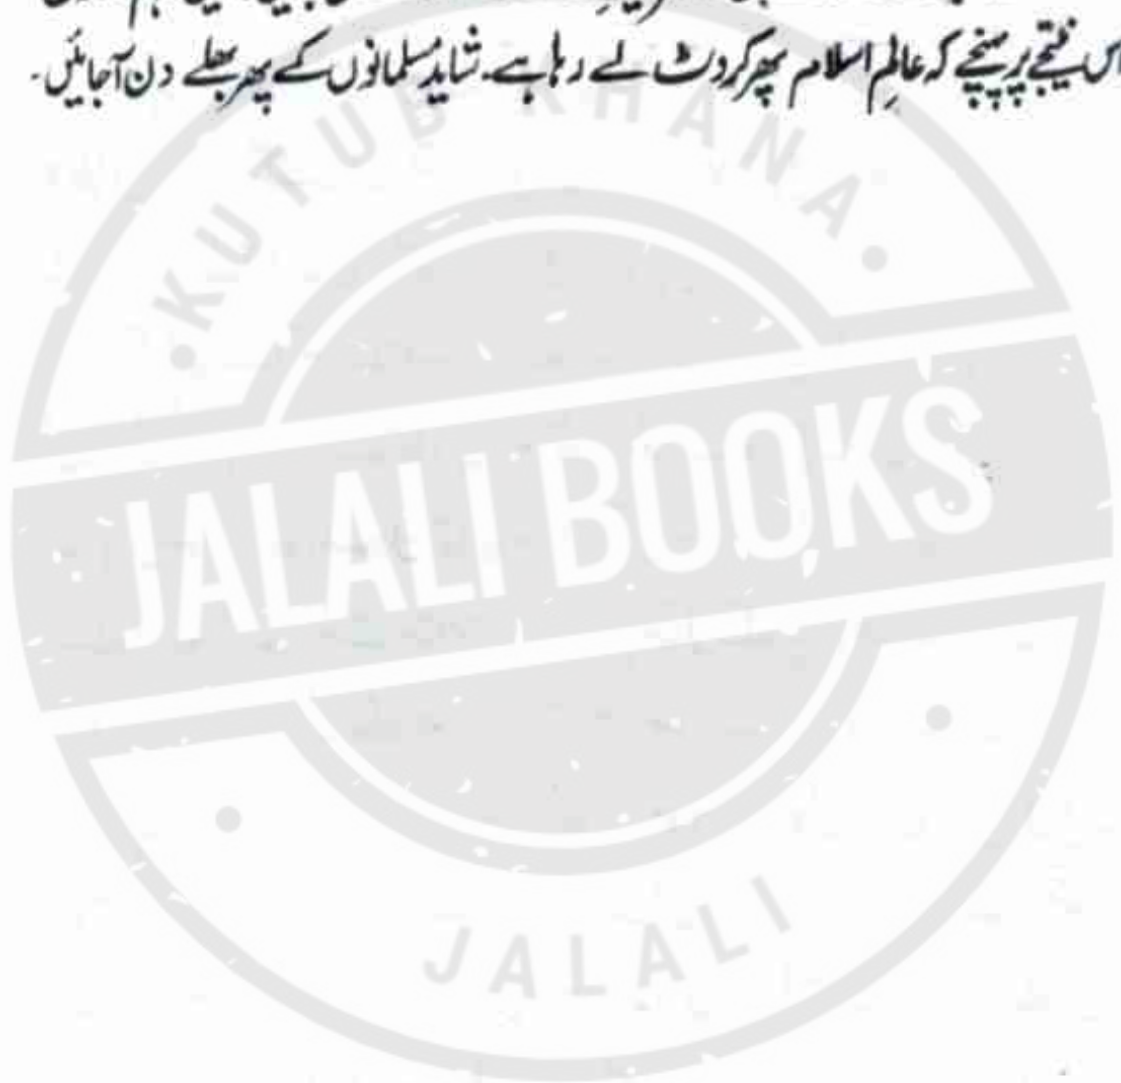 اس نتیجے پر پہنچے کہ عالمِ اسلام پھر کروٹ لے رہا ہے۔ شاید مسلمانوں کے پھر بھلے دن آجائیں۔
• KUTUB KHANA •
JALALI BOOKS
JALALI